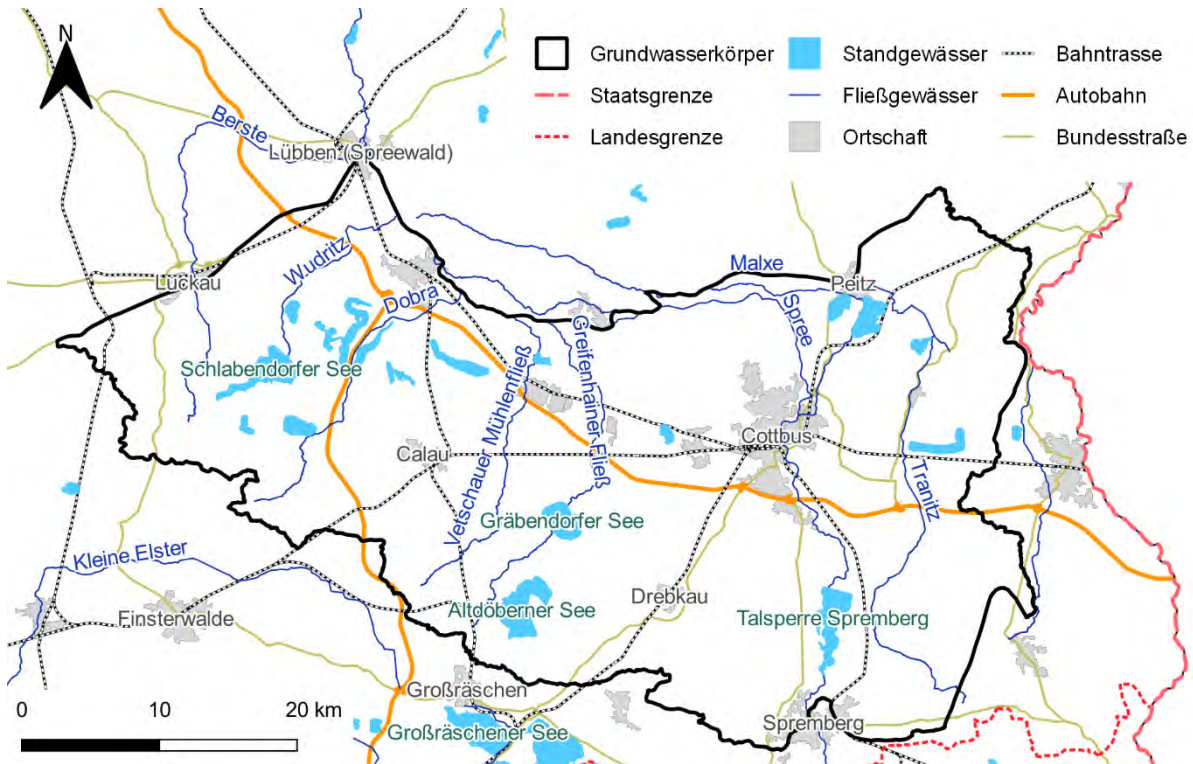 N
Grundwasserkörper
Staatsgrenze
Landesgrenze
Standgewässer
Fließgewässer
Ortschaft
Bahntrasse
Autobahn
Bundesstraße
Berste
Lübben (Spreewald)
Wudritz
Luckau
Dobra
Malxe
Peitz
Spree
Schlabendorfer See
Greifenhainer Fließ
Vetschauer Mühlenfließ
Cottbus
Calau
Tranitz
Gräbendorfer See
Kleine Elster
Finsterwalde
Altdöberner See
Drebkau
Talsperre Spremberg
Großräschen
Großräschener See
Spremberg
0 10 20 km